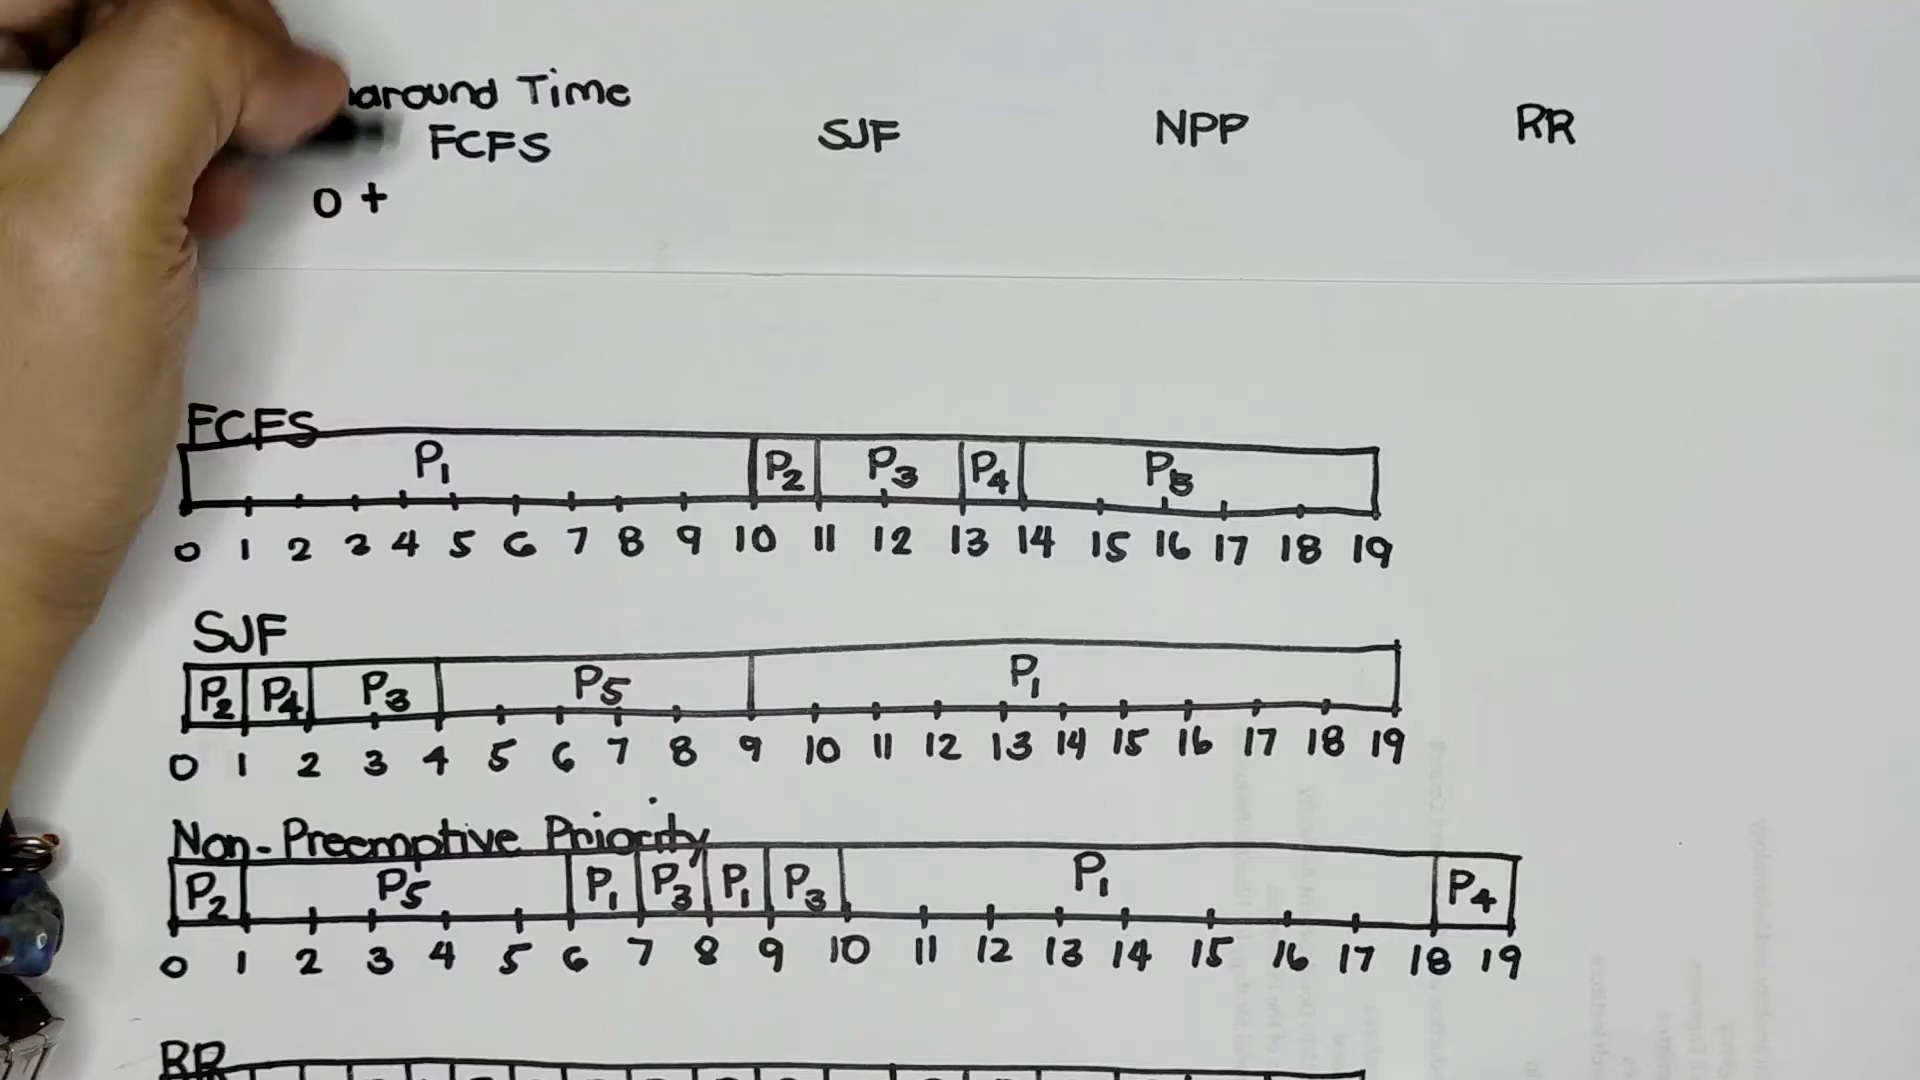 around Time
FCFS SJF NPP RR
0 +
FCFS
P1 P2 P3 P4 P5
0 1 2 3 4 5 6 7 8 9 10 11 12 13 14 15 16 17 18 19
SJF
P2 P4 P3 P5 P1
0 1 2 3 4 5 6 7 8 9 10 11 12 13 14 15 16 17 18 19
Non-Preemptive Priority
P2 P5 P1 P3 P1 P3 P1 P4
0 1 2 3 4 5 6 7 8 9 10 11 12 13 14 15 16 17 18 19
RR